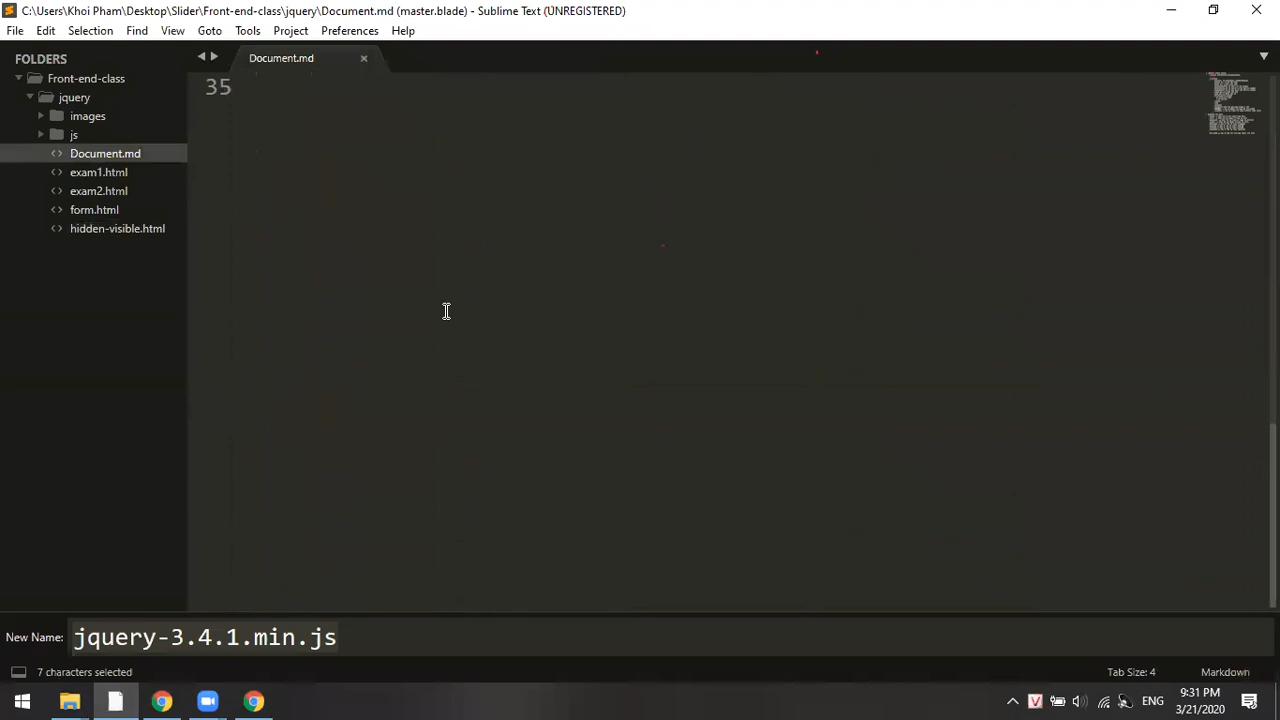 C:\Users\Khoi Pham\Desktop\Slider\Front-end-class\jquery\Document.md (master.blade) - Sublime Text (UNREGISTERED)
File Edit Selection Find View Goto Tools Project Preferences Help
FOLDERS
Front-end-class
jquery
images
js
Document.md
exam1.html
exam2.html
form.html
hidden-visible.html
Document.md
35
New Name: jquery-3.4.1.min.js
7 characters selected
Tab Size: 4
Markdown
V
ENG
9:31 PM
3/21/2020